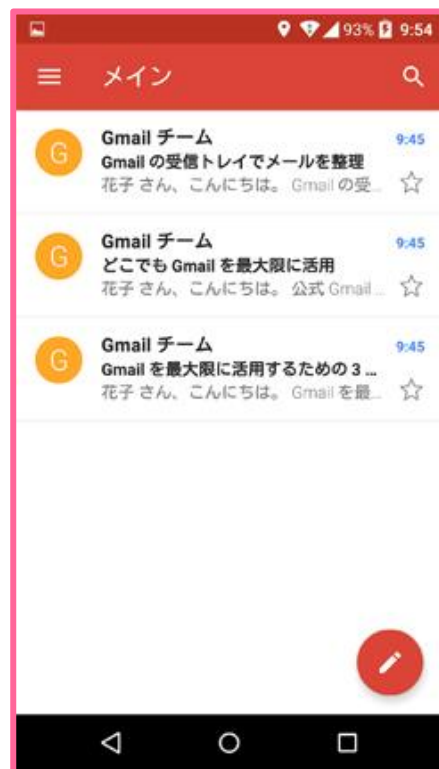 93% 9:54
メイン
G
Gmail チーム 9:45
Gmail の受信トレイでメールを整理
花子 さん、こんにちは。 Gmail の受...
G
Gmail チーム 9:45
どこでも Gmail を最大限に活用
花子 さん、こんにちは。 公式 Gmail ...
G
Gmail チーム 9:45
Gmail を最大限に活用するための 3 ...
花子 さん、こんにちは。 Gmail を最...